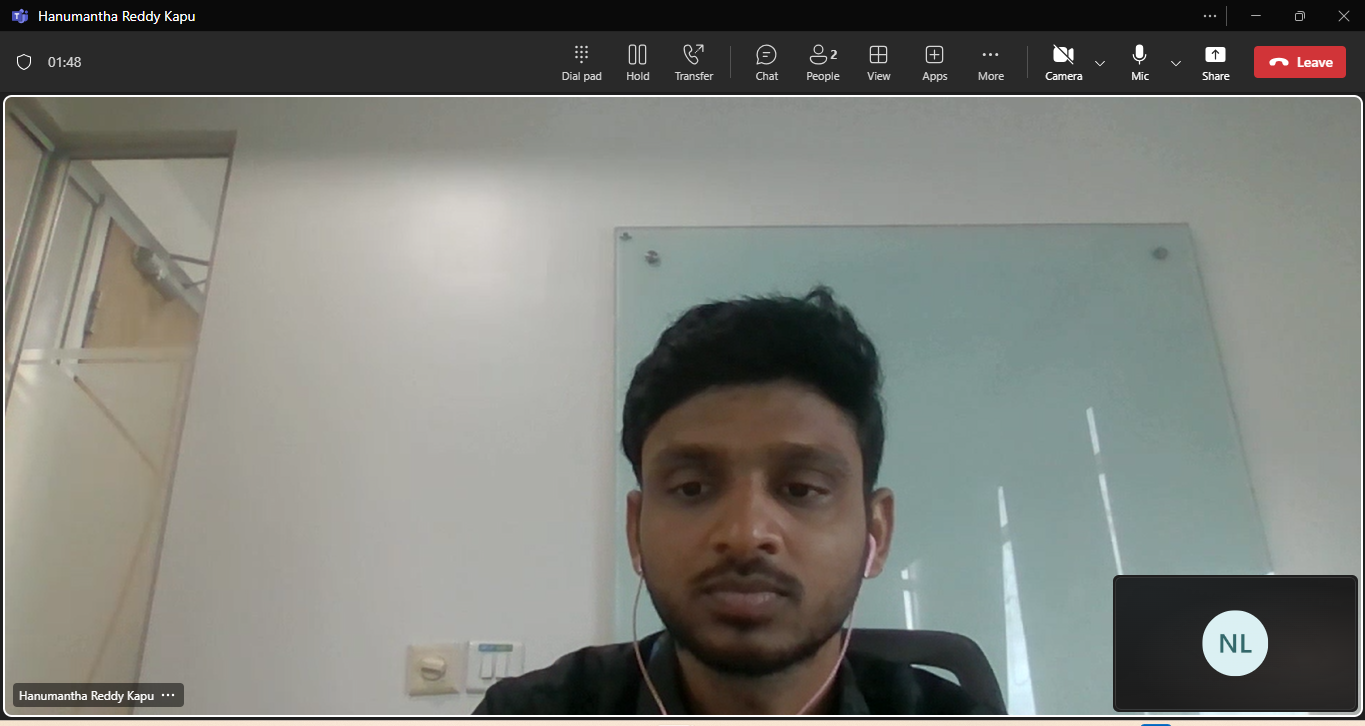 Hanumantha Reddy Kapu
01:48
Dial pad
Hold
Transfer
Chat
People
2
View
Apps
More
Camera
Mic
Share
Leave
Hanumantha Reddy Kapu
NL